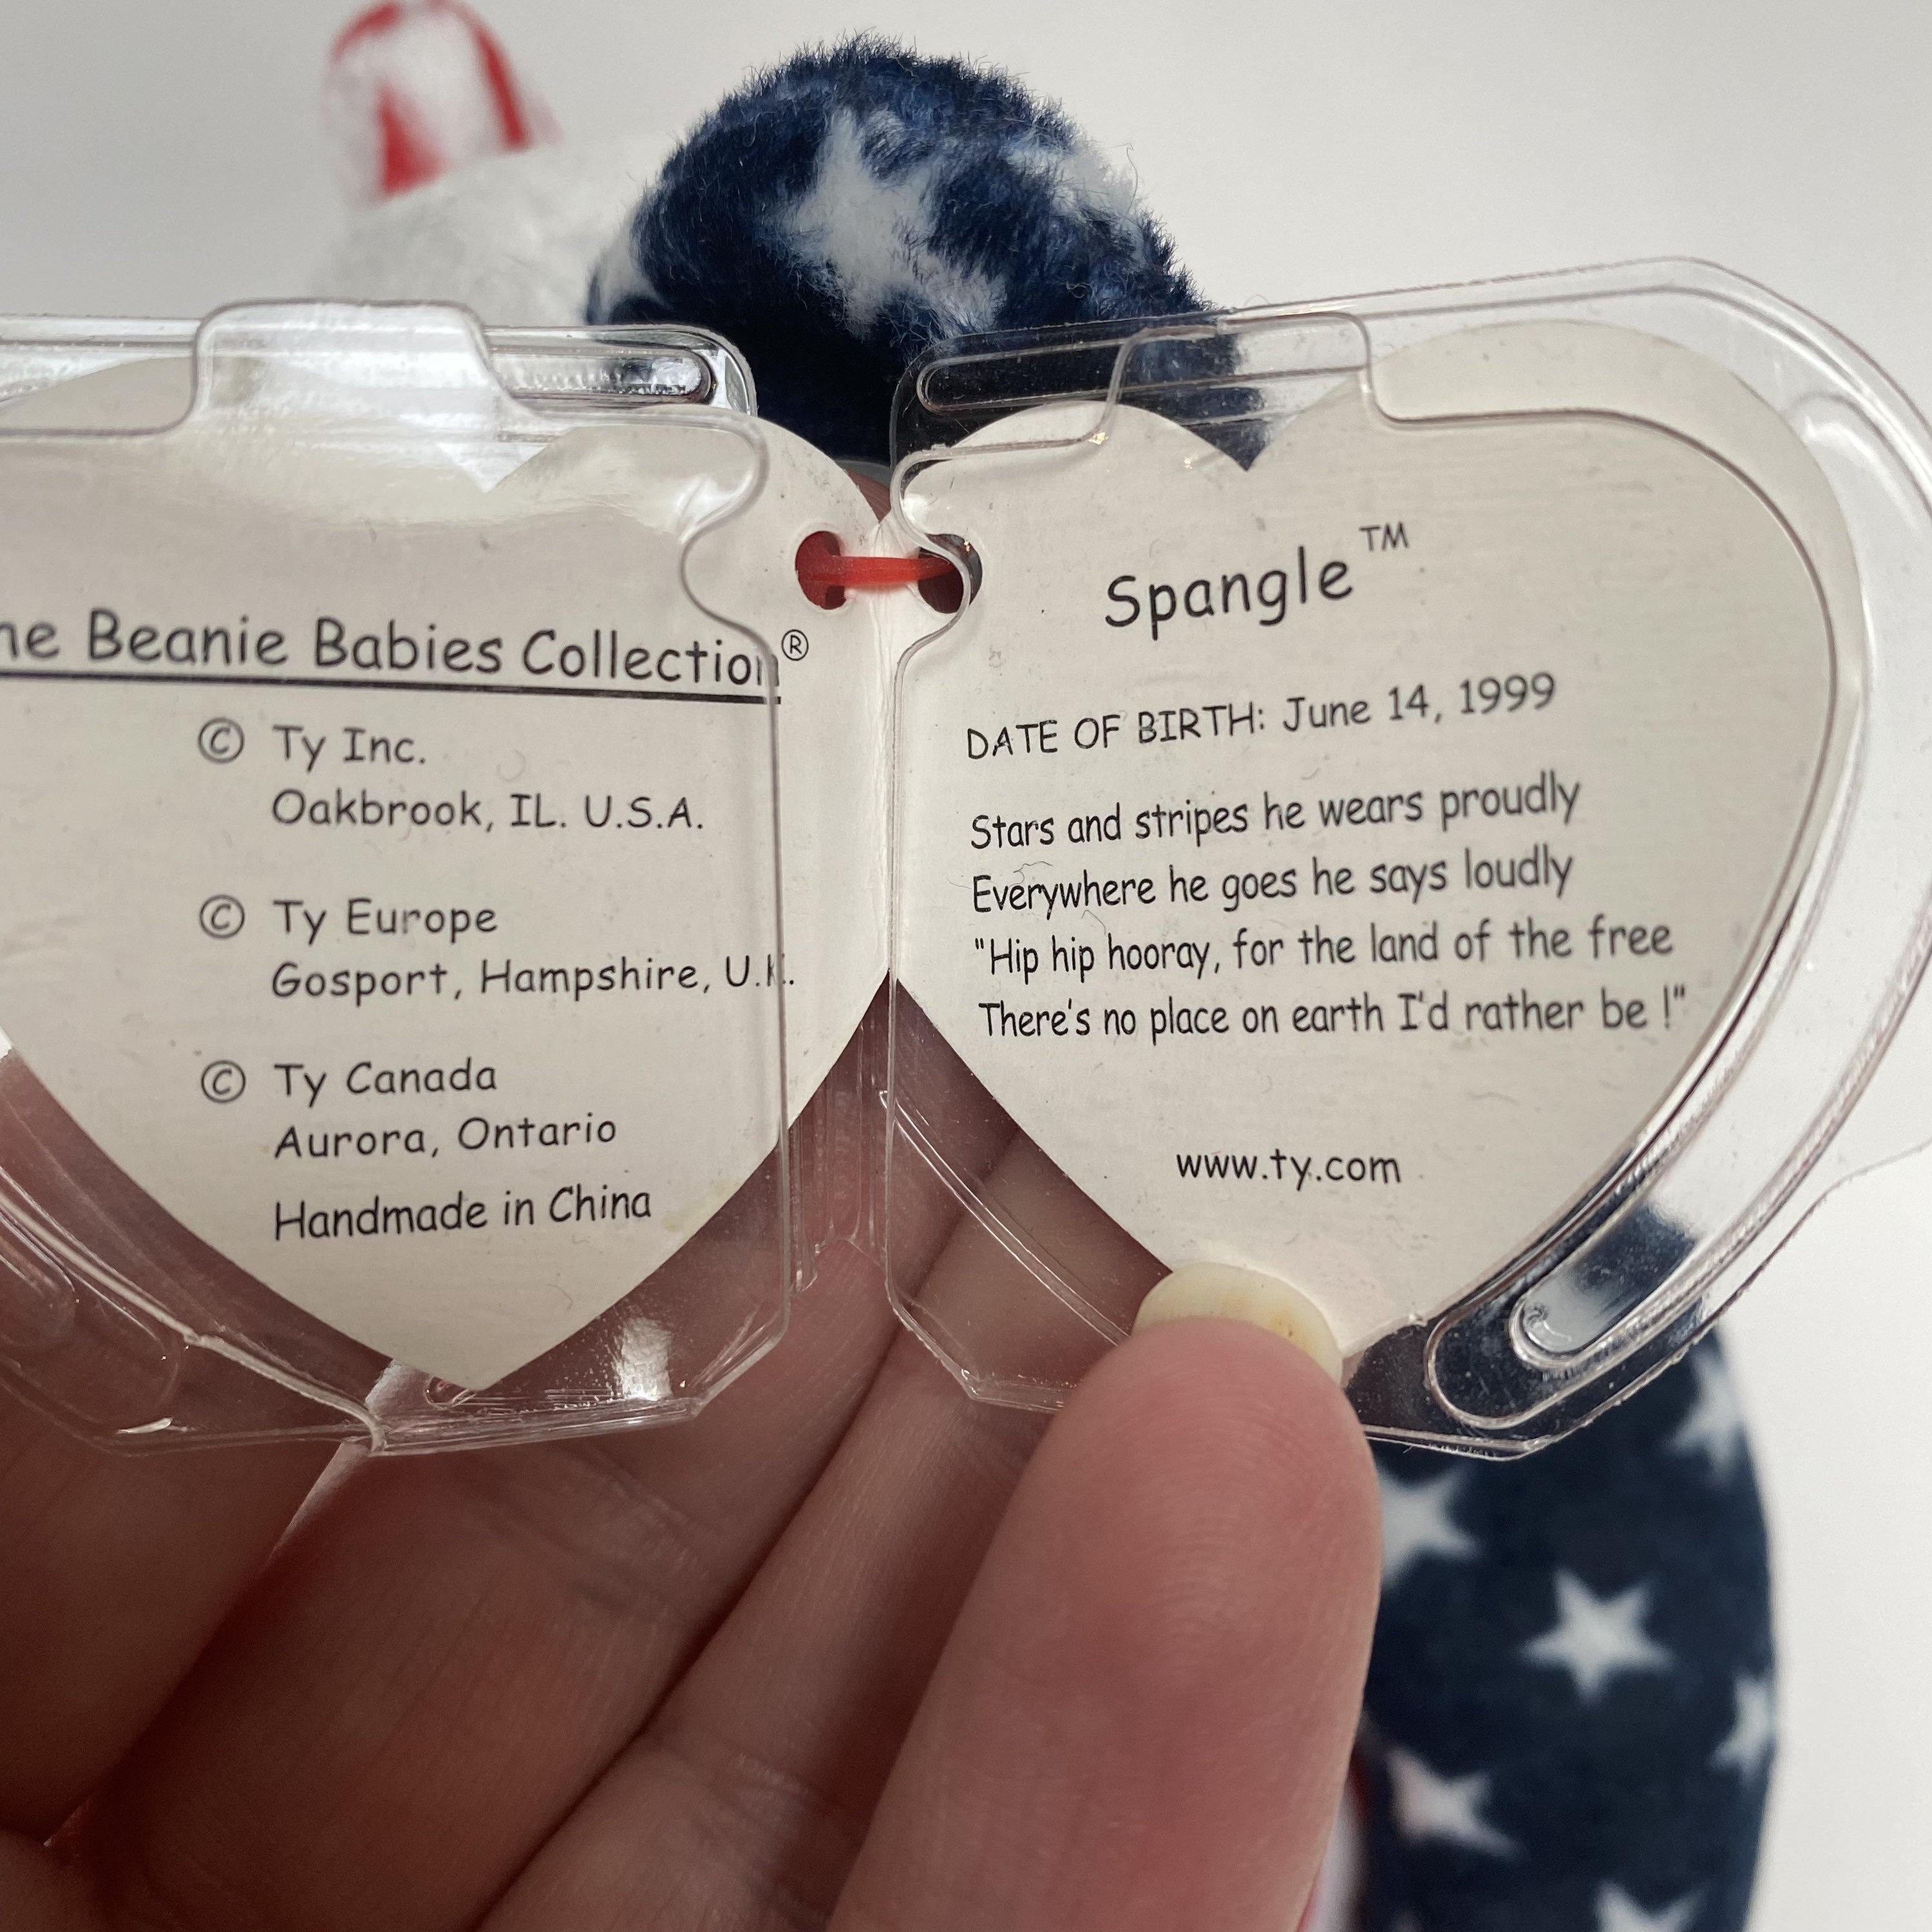 he Beanie Babies Collection®
© Ty Inc.
Oakbrook, IL. U.S.A.
© Ty Europe
Gosport, Hampshire, U.K.
© Ty Canada
Aurora, Ontario
Handmade in China
Spangle™
DATE OF BIRTH: June 14, 1999
Stars and stripes he wears proudly
Everywhere he goes he says loudly
"Hip hip hooray, for the land of the free
There's no place on earth I'd rather be !"
www.ty.com